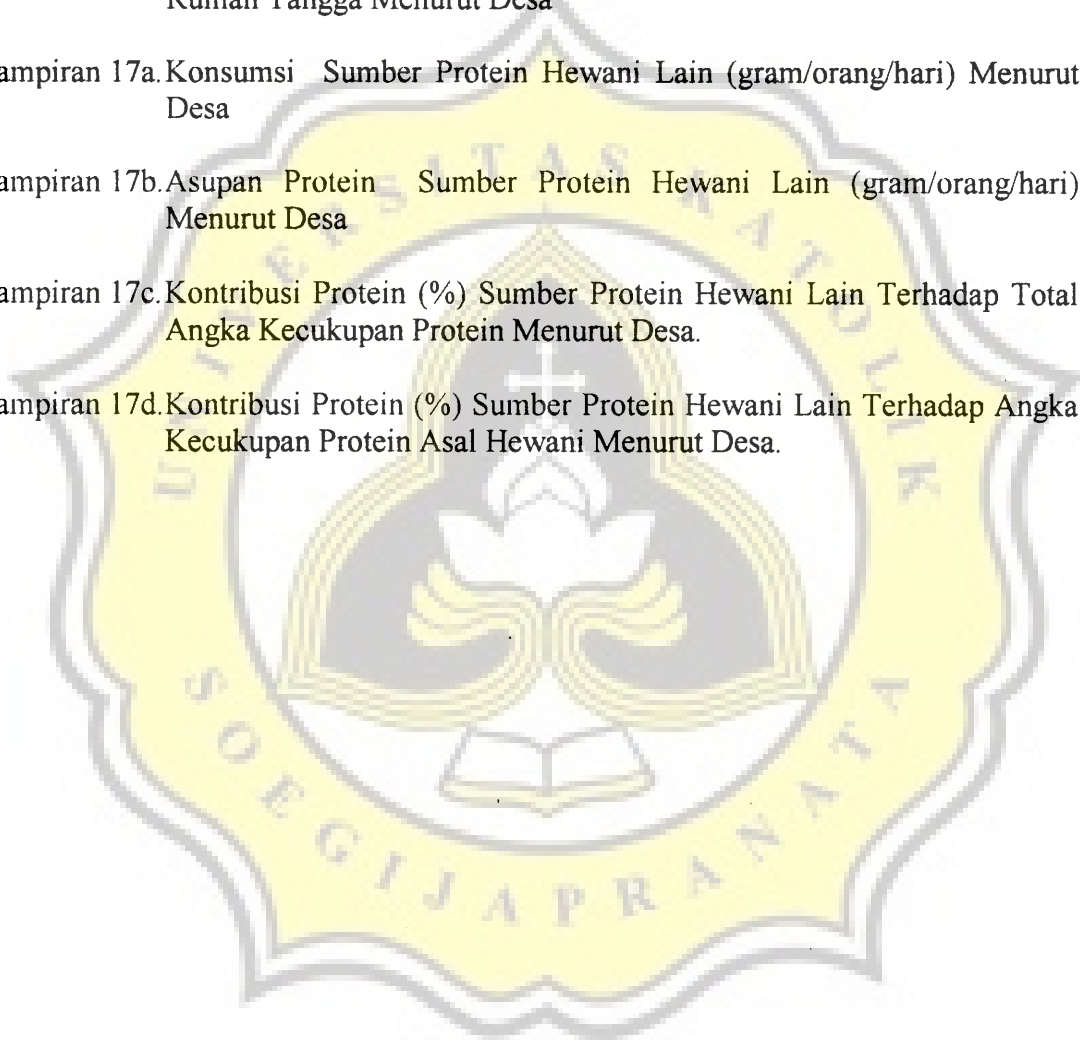 Rumah Tangga Menurut Desa
ampiran 17a. Konsumsi Sumber Protein Hewani Lain (gram/orang/hari) Menurut
Desa
ampiran 17b. Asupan Protein Sumber Protein Hewani Lain (gram/orang/hari)
Menurut Desa
ampiran 17c. Kontribusi Protein (%) Sumber Protein Hewani Lain Terhadap Total
Angka Kecukupan Protein Menurut Desa.
ampiran 17d. Kontribusi Protein (%) Sumber Protein Hewani Lain Terhadap Angka
Kecukupan Protein Asal Hewani Menurut Desa.
UNIVERSITAS KATOLIK
SOEGIJAPRANATA